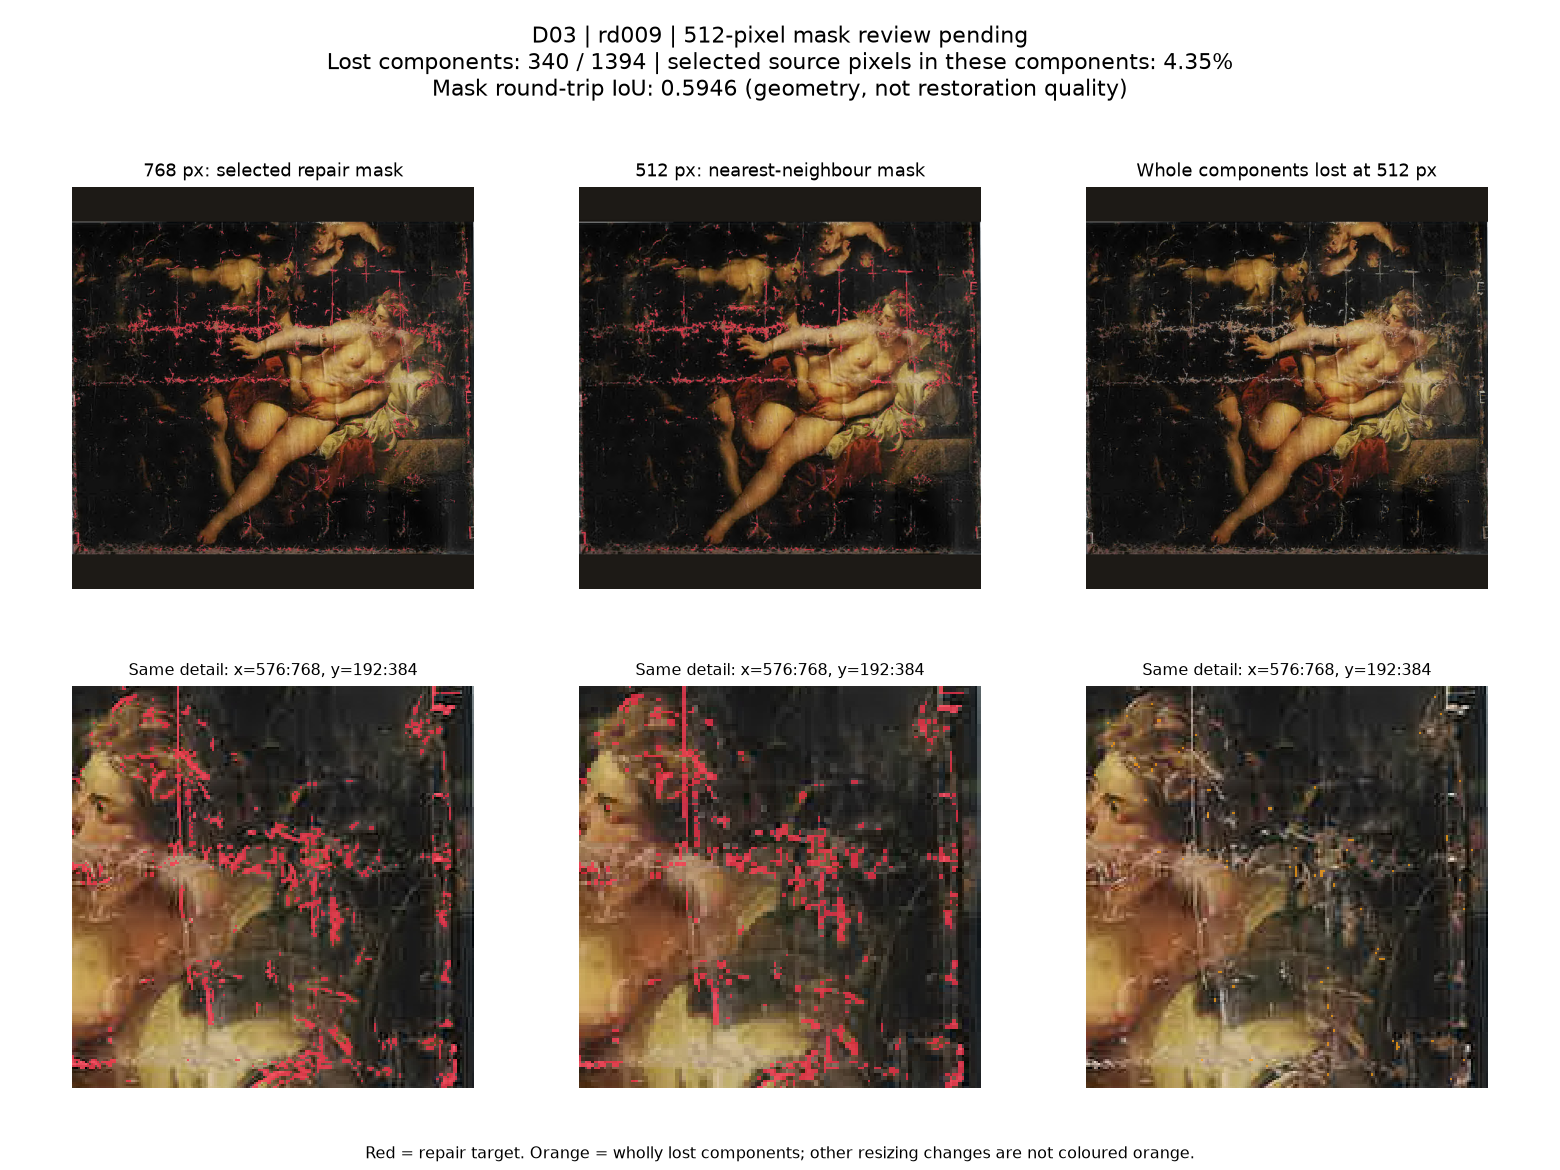 D03 | rd009 | 512-pixel mask review pending
Lost components: 340 / 1394 | selected source pixels in these components: 4.35%
Mask round-trip IoU: 0.5946 (geometry, not restoration quality)
768 px: selected repair mask
512 px: nearest-neighbour mask
Whole components lost at 512 px
Same detail: x=576:768, y=192:384
Same detail: x=576:768, y=192:384
Same detail: x=576:768, y=192:384
Red = repair target. Orange = wholly lost components; other resizing changes are not coloured orange.